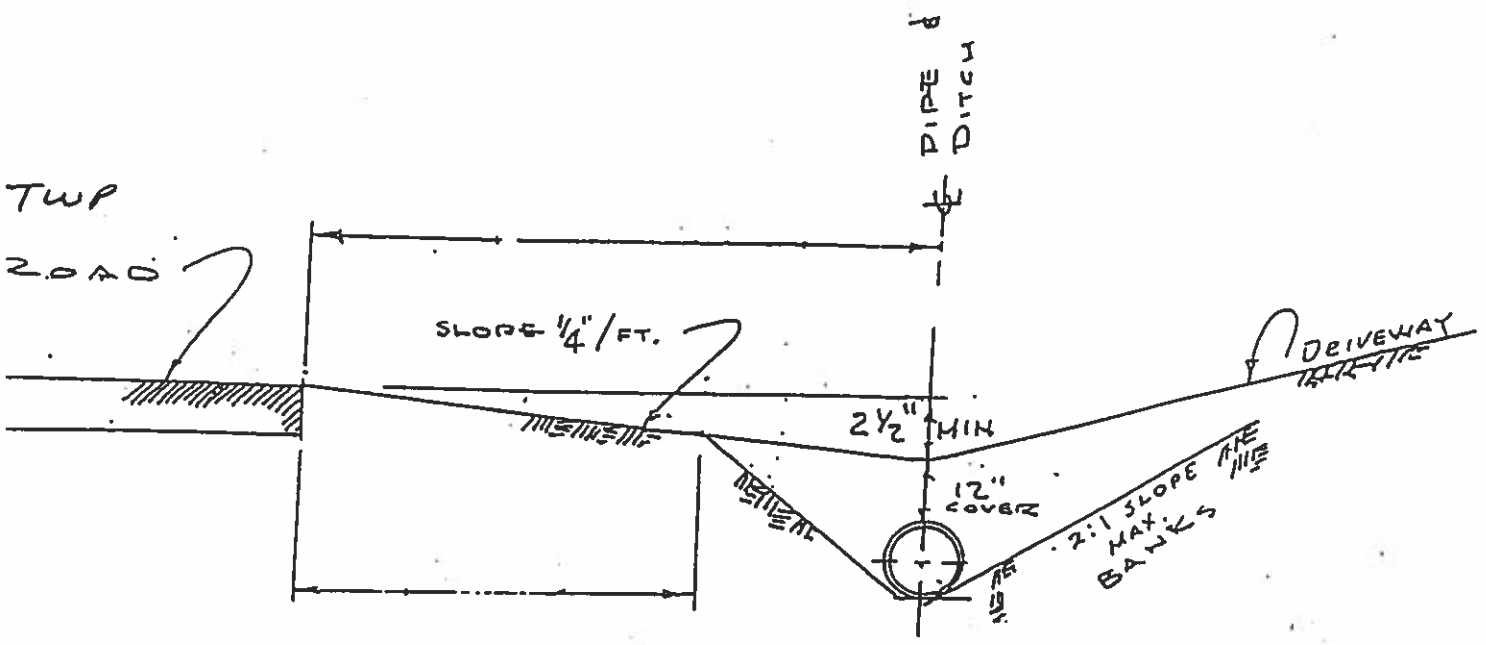 PIPE &
DITCH
℄
TWP
ROAD
SLOPE 1/4"/FT.
DRIVEWAY
2 1/2" MIN
12"
COVER
2:1 SLOPE
MAX.
BANKS